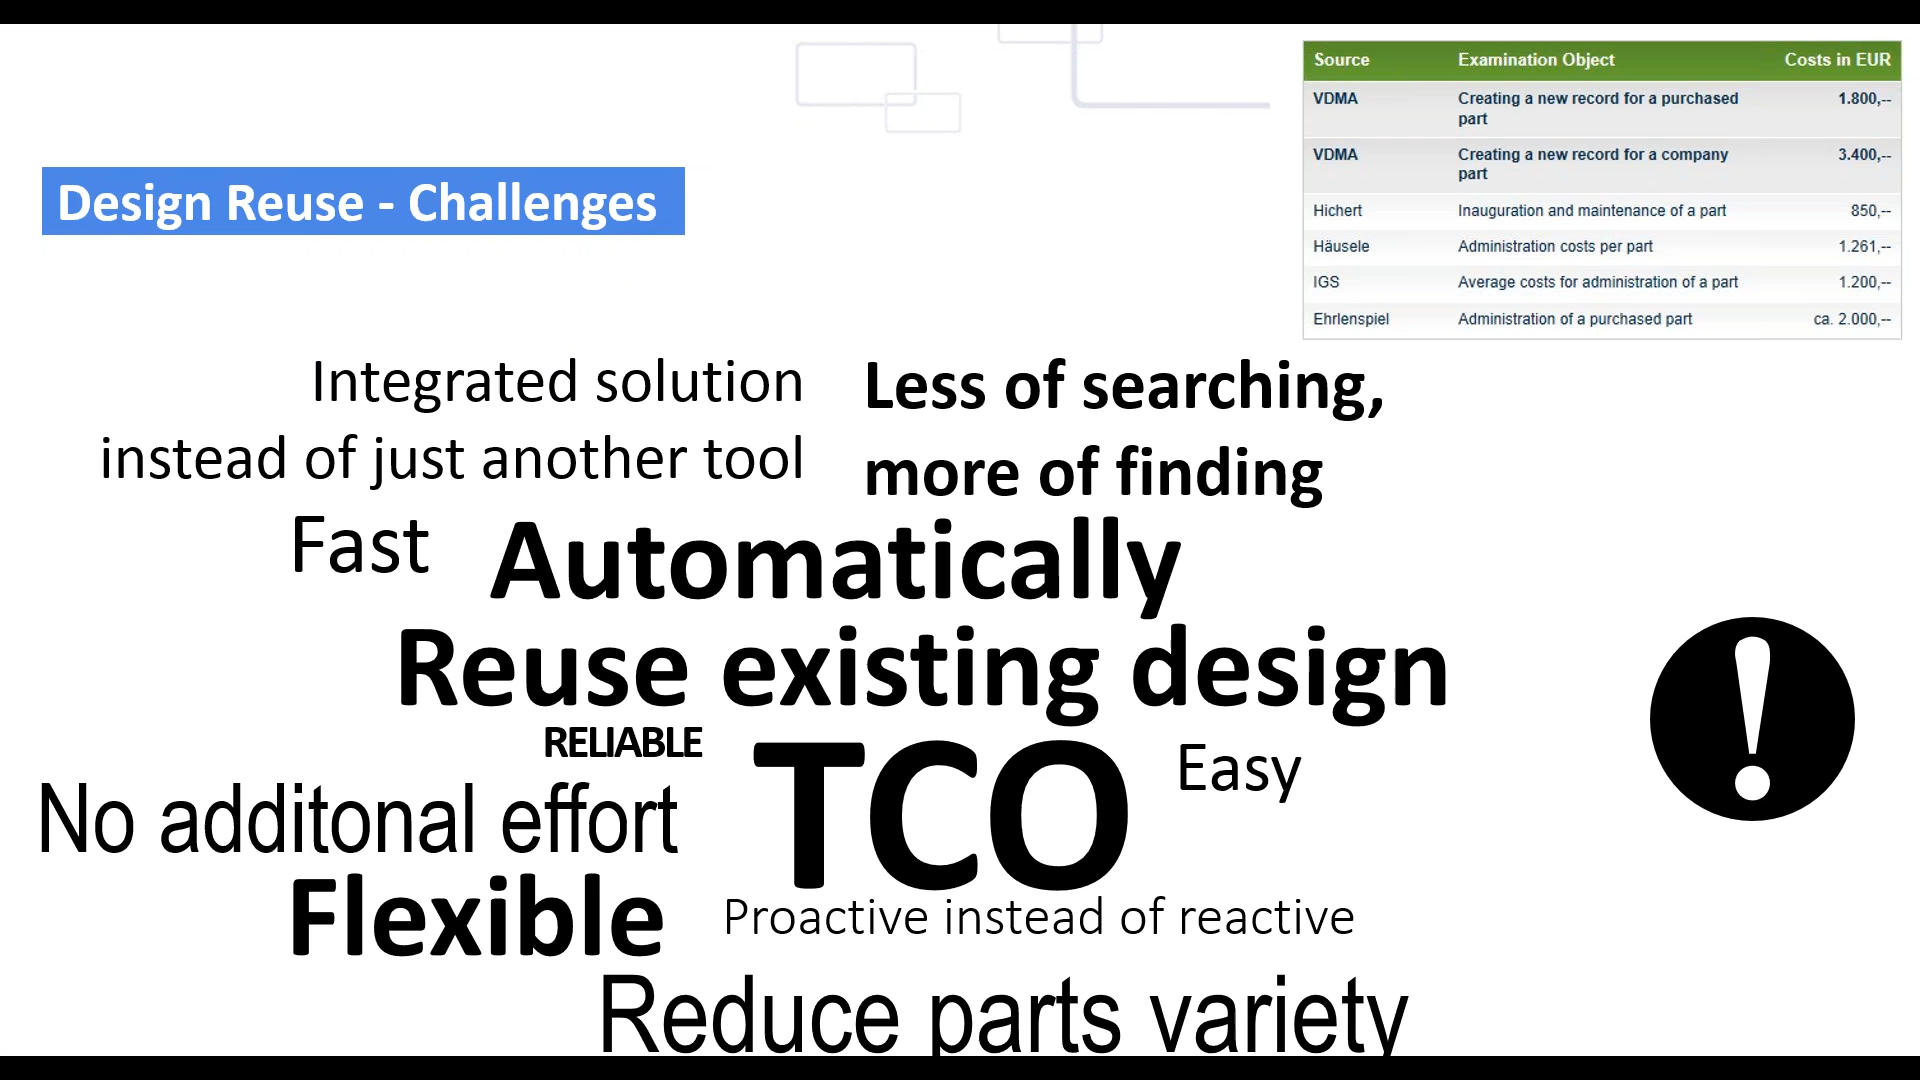 Source Examination Object Costs in EUR
VDMA Creating a new record for a purchased 1.800,--
part
VDMA Creating a new record for a company 3.400,--
part
Hichert Inauguration and maintenance of a part 850,--
Häusele Administration costs per part 1.261,--
IGS Average costs for administration of a part 1.200,--
Ehrlenspiel Administration of a purchased part ca. 2.000,--
Design Reuse - Challenges
Integrated solution
instead of just another tool
Less of searching,
more of finding
Fast
Automatically
Reuse existing design
RELIABLE
TCO
Easy
No additonal effort
Flexible
Proactive instead of reactive
Reduce parts variety
!